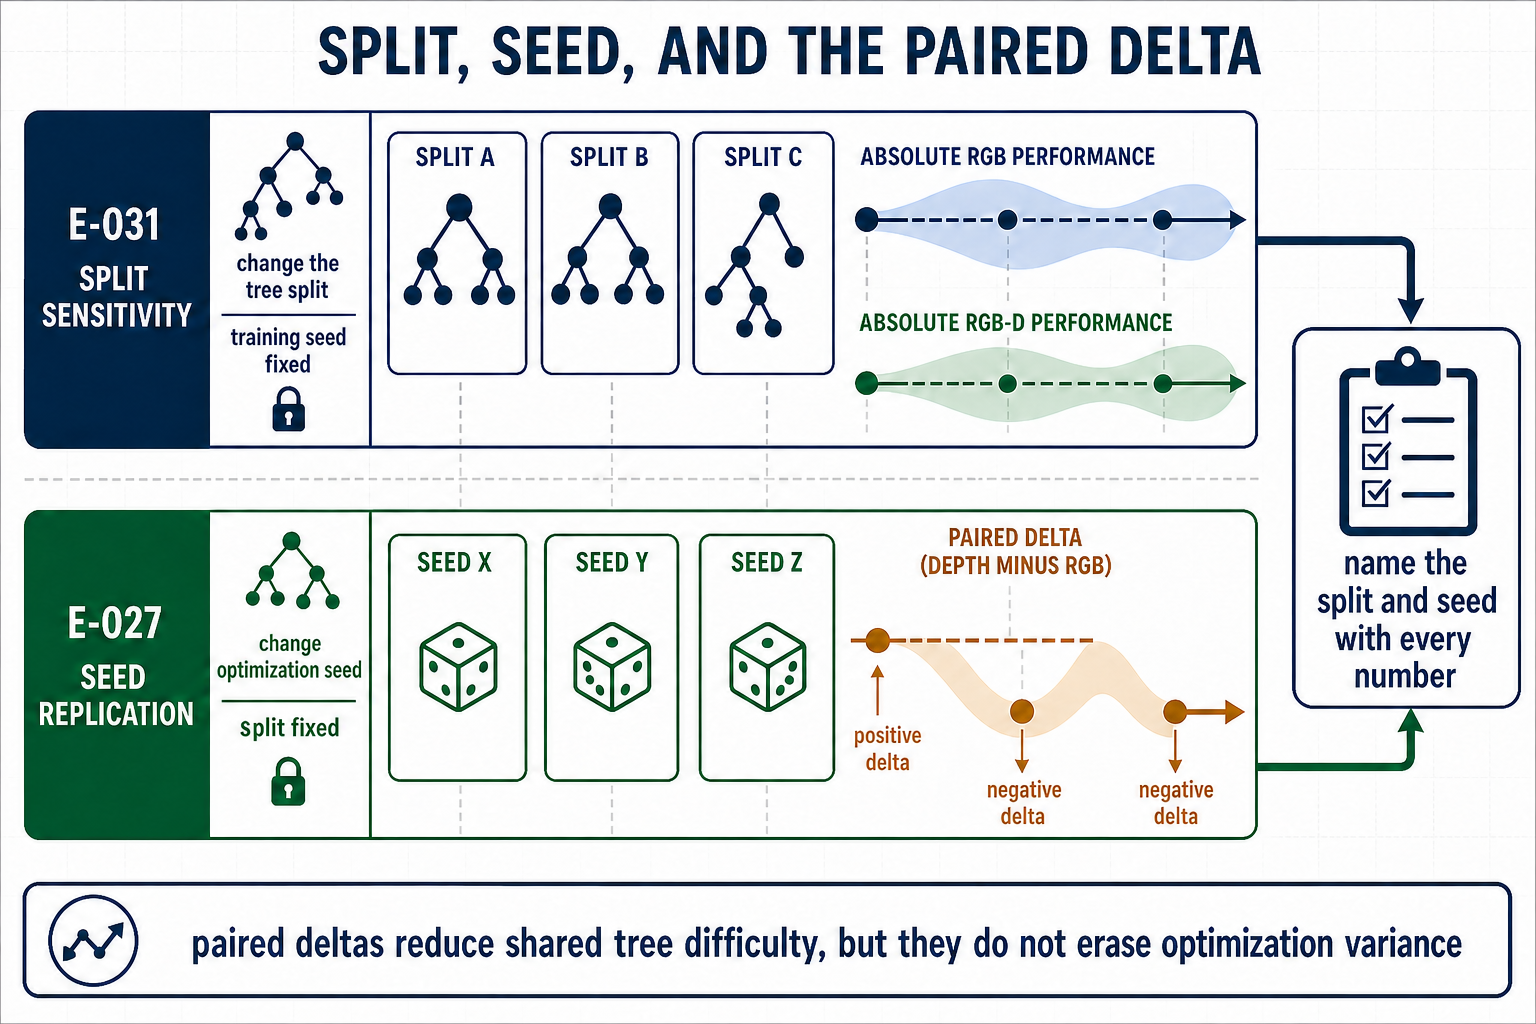 SPLIT, SEED, AND THE PAIRED DELTA
E-031
SPLIT
SENSITIVITY
change the
tree split
training seed
fixed
SPLIT A
SPLIT B
SPLIT C
ABSOLUTE RGB PERFORMANCE
ABSOLUTE RGB-D PERFORMANCE
E-027
SEED
REPLICATION
change
optimization seed
split fixed
SEED X
SEED Y
SEED Z
PAIRED DELTA
(DEPTH MINUS RGB)
positive
delta
negative
delta
negative
delta
name the
split and seed
with every
number
paired deltas reduce shared tree difficulty, but they do not erase optimization variance